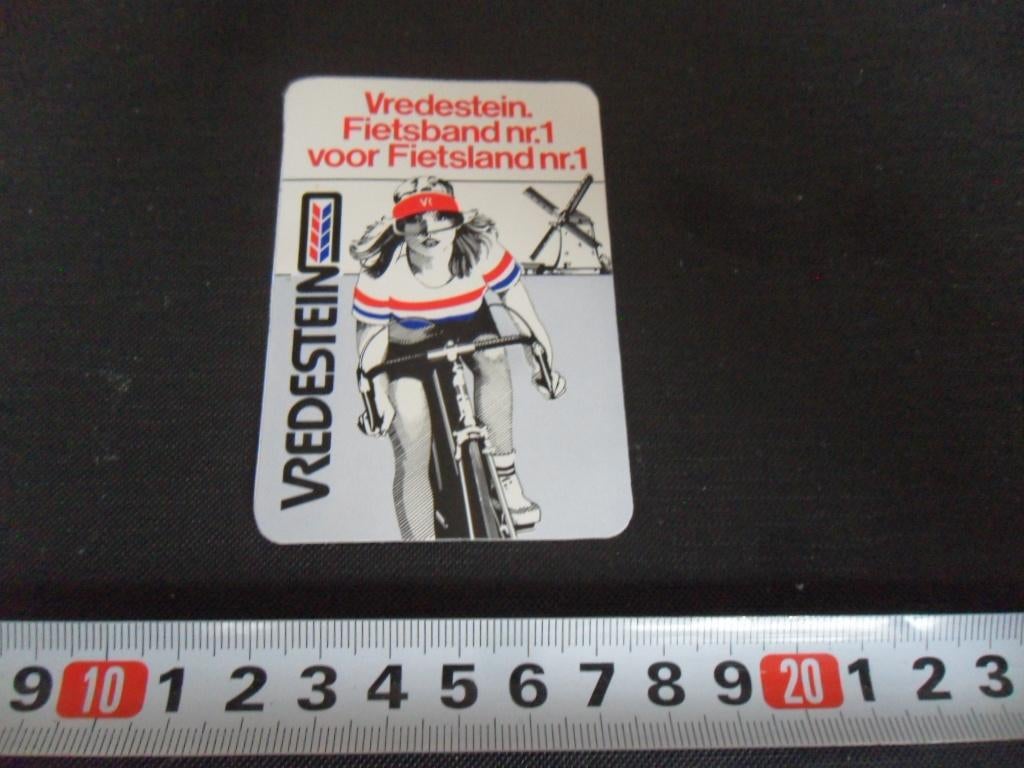 Vredestein.
Fietsband nr.1
voor Fietsland nr.1
VR
VREDESTEIN
9 10 1 2 3 4 5 6 7 8 9 20 1 2 3